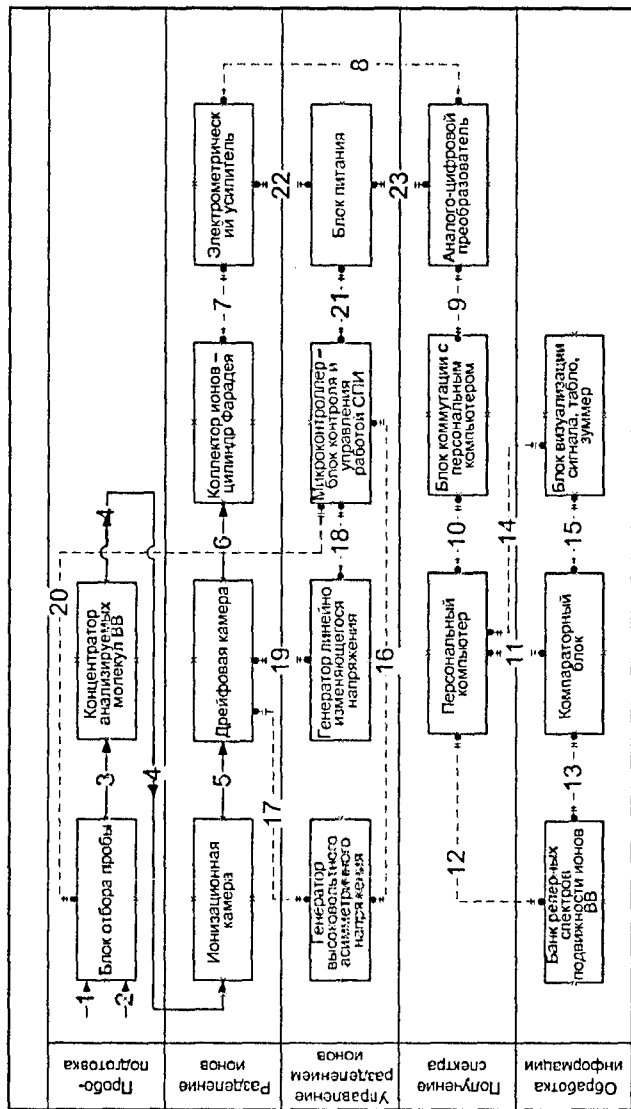 Пробо-
подготовка
1
2
Блок отбора пробы
3
Концентратор
анализируемых
молекул ВВ
4
20
4
Разделение
ионов
Ионизационная
камера
5
Дрейфовая камера
6
Коллектор ионов –
цилиндр Фарадея
7
Электрометрическ
ий усилитель
17
19
22
8
Управление
разделением
ионов
Генератор
высоковольтного
асимметричного
напряжения
Генератор линейно
изменяющегося
напряжения
18
Микроконтроллер –
блок контроля и
управления
работой СПИ
21
Блок питания
16
23
Получение
спектра
Персональный
компьютер
10
Блок коммутации с
персональным
компьютером
9
Аналого-цифровой
преобразователь
12
11
14
Обработка
информации
Банк реперных
спектров
подвижности ионов
ВВ
13
Компараторный
блок
15
Блок визуализации
сигнала, табло,
зуммер